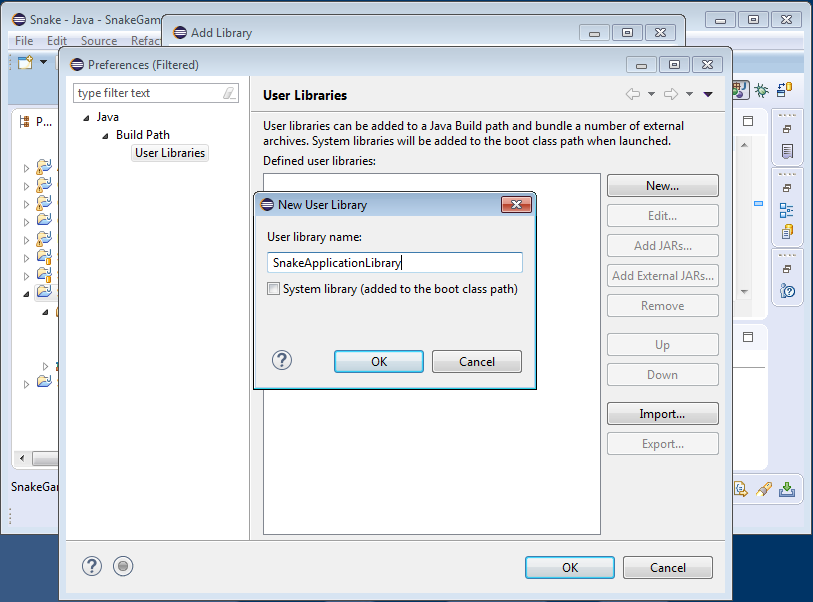 Snake - Java - SnakeGam
Add Library
File Edit Source Refac
Preferences (Filtered)
type filter text
User Libraries
P...
Java
Build Path
User Libraries
User libraries can be added to a Java Build path and bundle a number of external
archives. System libraries will be added to the boot class path when launched.
Defined user libraries:
New...
Edit...
Add JARs...
Add External JARs...
Remove
Up
Down
Import...
Export...
New User Library
User library name:
SnakeApplicationLibrary
System library (added to the boot class path)
?
OK
Cancel
SnakeGar
?
OK
Cancel